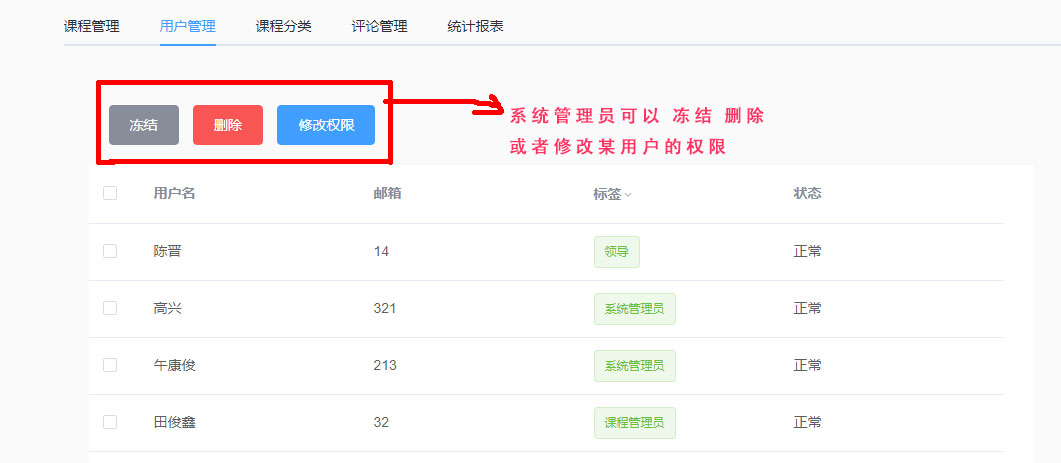 课程管理 用户管理 课程分类 评论管理 统计报表
冻结 删除 修改权限
系统管理员可以 冻结 删除
或者修改某用户的权限
用户名 邮箱 标签 状态
陈晋 14 领导 正常
高兴 321 系统管理员 正常
午康俊 213 系统管理员 正常
田俊鑫 32 课程管理员 正常